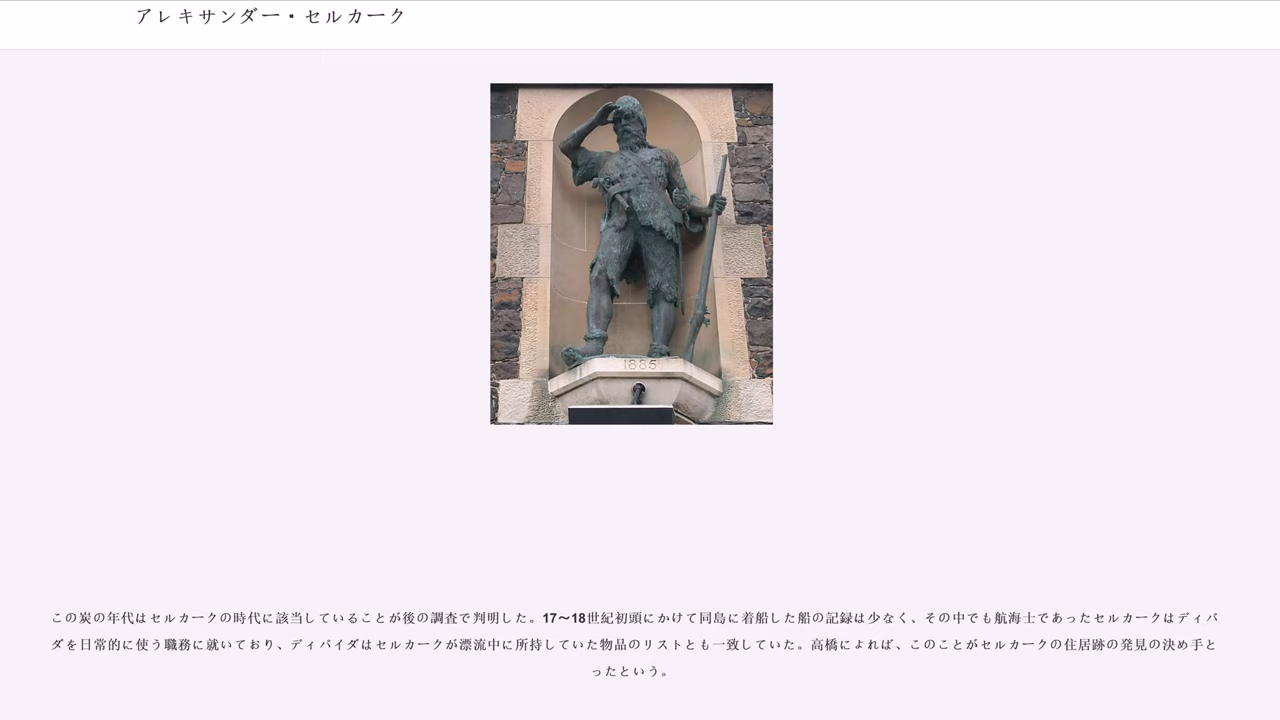 アレキサンダー・セルカーク
1885
この炭の年代はセルカークの時代に該当していることが後の調査で判明した。17〜18世紀初頭にかけて同島に着船した船の記録は少なく、その中でも航海士であったセルカークはディバ
ダを日常的に使う職務に就いており、ディバイダはセルカークが漂流中に所持していた物品のリストとも一致していた。高橋によれば、このことがセルカークの住居跡の発見の決め手と
ったという。